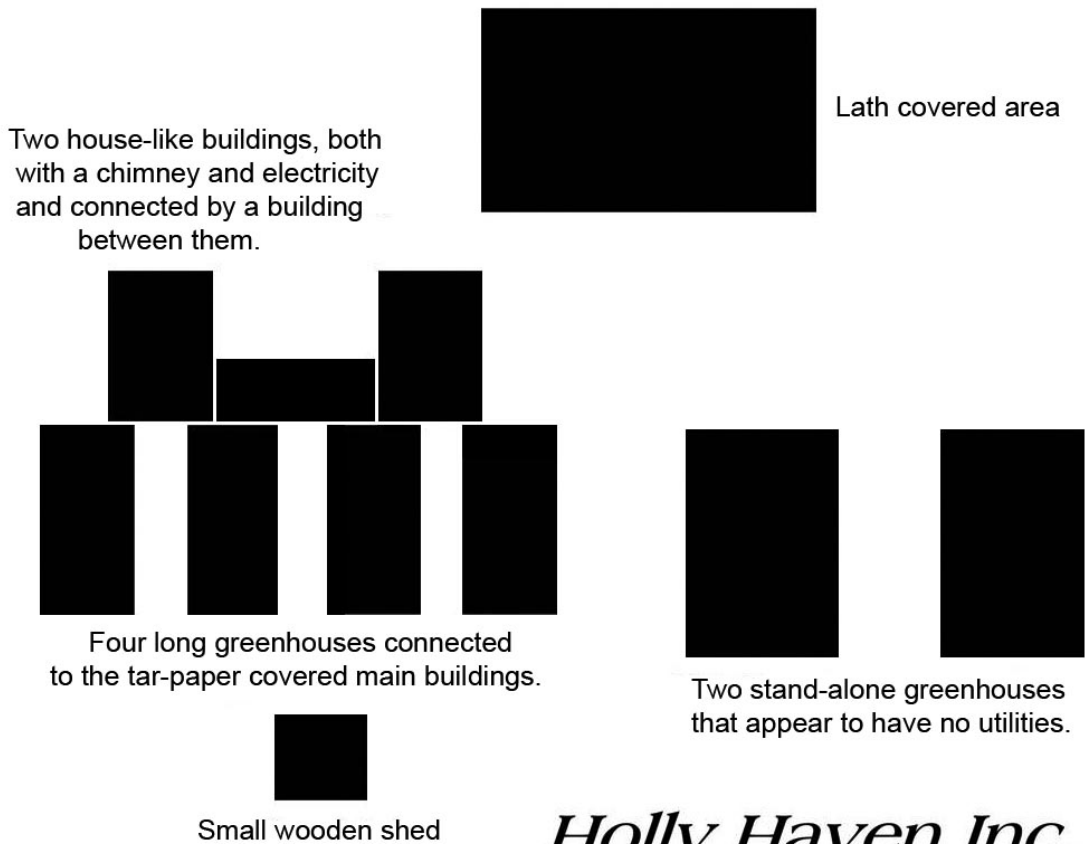 Lath covered area
Two house-like buildings, both
with a chimney and electricity
and connected by a building
between them.
Four long greenhouses connected
to the tar-paper covered main buildings.
Two stand-alone greenhouses
that appear to have no utilities.
Small wooden shed
Holly Haven Inc